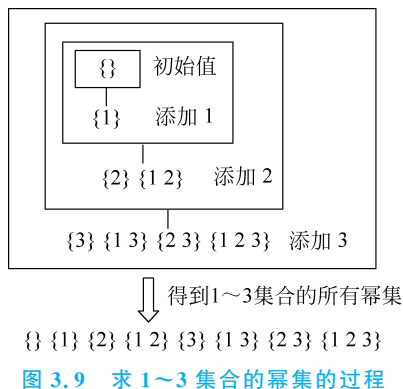 {} 初始值
{1} 添加 1
{2} {1 2} 添加 2
{3} {1 3} {2 3} {1 2 3} 添加 3
得到1～3集合的所有幂集
{} {1} {2} {1 2} {3} {1 3} {2 3} {1 2 3}
图 3.9 求 1～3 集合的幂集的过程